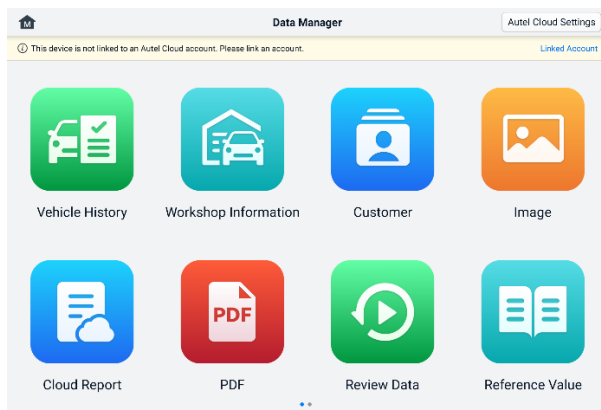 M
Data Manager
Autel Cloud Settings
This device is not linked to an Autel Cloud account. Please link an account.
Linked Account
Vehicle History
Workshop Information
Customer
Image
Cloud Report
PDF
PDF
Review Data
Reference Value